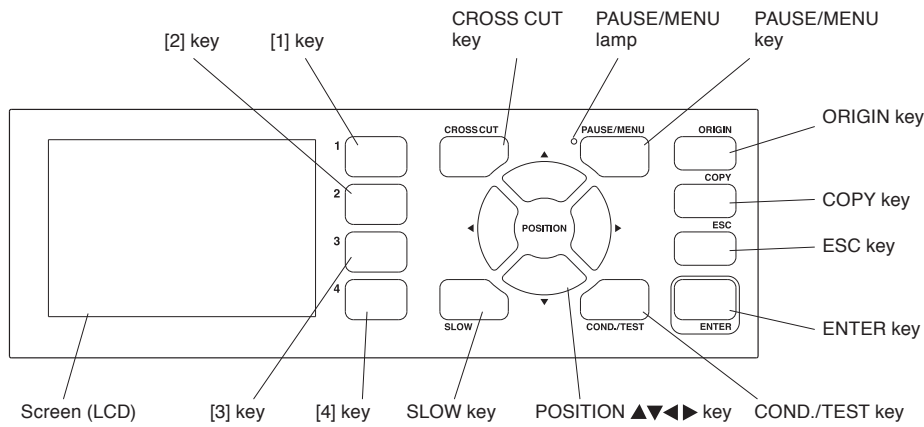 CROSS CUT
key
PAUSE/MENU
lamp
PAUSE/MENU
key
[2] key
[1] key
ORIGIN key
COPY key
ESC key
ENTER key
1
2
3
4
CROSS CUT
PAUSE/MENU
ORIGIN
COPY
ESC
▲
◀
POSITION
▶
▼
SLOW
COND./TEST
ENTER
Screen (LCD)
[3] key
[4] key
SLOW key
POSITION ▲▼◀▶ key
COND./TEST key